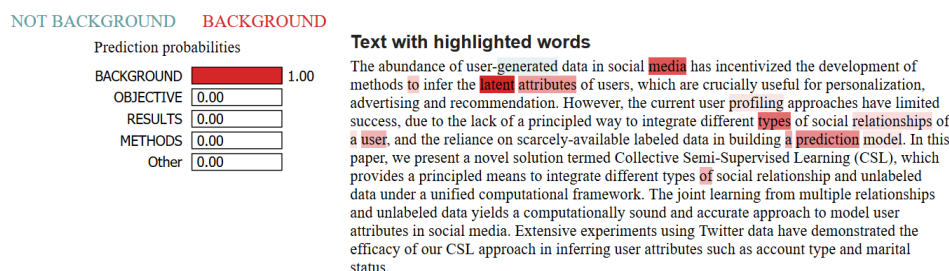 NOT BACKGROUND BACKGROUND
Prediction probabilities
BACKGROUND 1.00
OBJECTIVE 0.00
RESULTS 0.00
METHODS 0.00
Other 0.00
Text with highlighted words
The abundance of user-generated data in social media has incentivized the development of
methods to infer the latent attributes of users, which are crucially useful for personalization,
advertising and recommendation. However, the current user profiling approaches have limited
success, due to the lack of a principled way to integrate different types of social relationships of
a user, and the reliance on scarcely-available labeled data in building a prediction model. In this
paper, we present a novel solution termed Collective Semi-Supervised Learning (CSL), which
provides a principled means to integrate different types of social relationship and unlabeled
data under a unified computational framework. The joint learning from multiple relationships
and unlabeled data yields a computationally sound and accurate approach to model user
attributes in social media. Extensive experiments using Twitter data have demonstrated the
efficacy of our CSL approach in inferring user attributes such as account type and marital
status.